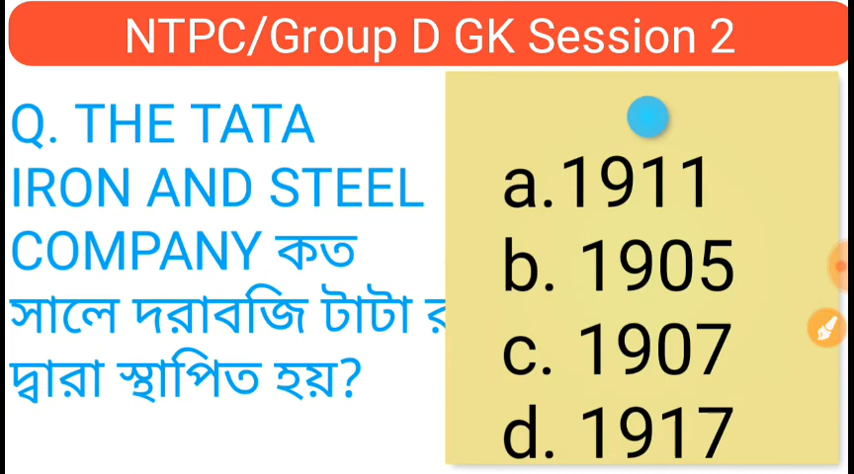 NTPC/Group D GK Session 2
Q. THE TATA
IRON AND STEEL
COMPANY কত
সালে দরাবজি টাটা র
দ্বারা স্থাপিত হয়?
a.1911
b. 1905
c. 1907
d. 1917